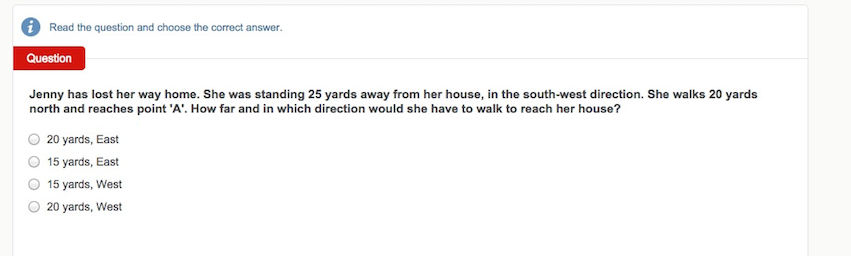 Read the question and choose the correct answer.
Question
Jenny has lost her way home. She was standing 25 yards away from her house, in the south-west direction. She walks 20 yards
north and reaches point 'A'. How far and in which direction would she have to walk to reach her house?
20 yards, East
15 yards, East
15 yards, West
20 yards, West